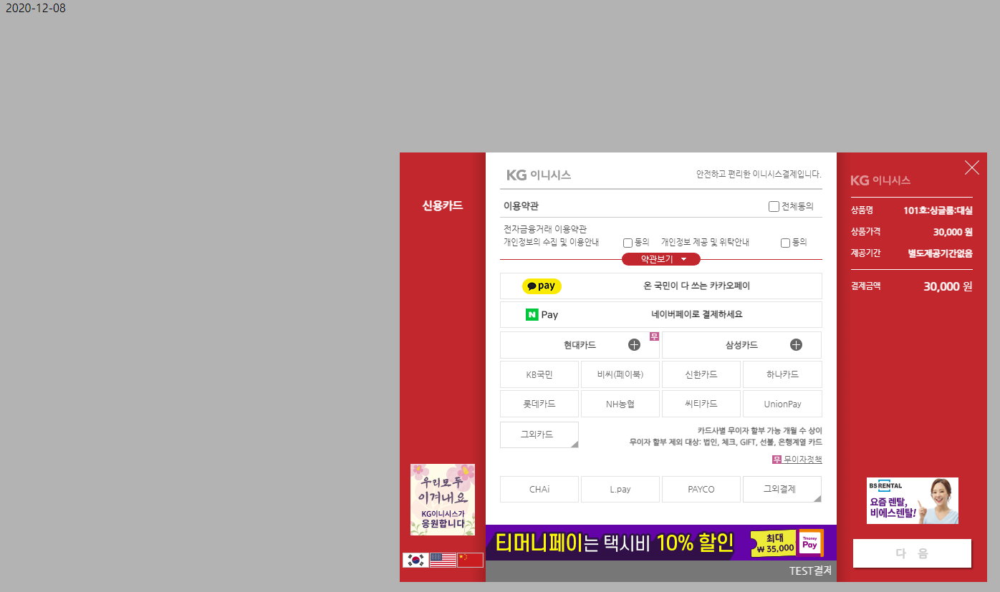 2020-12-08
신용카드
우리모두
이겨내요
KG이니시스가
응원합니다
KG 이니시스
안전하고 편리한 이니시스결제입니다.
이용약관
전체동의
전자금융거래 이용약관
개인정보의 수집 및 이용안내 동의 개인정보 제공 및 위탁안내 동의
약관보기
pay 온 국민이 다 쓰는 카카오페이
N Pay 네이버페이로 결제하세요
현대카드 무 삼성카드
KB국민 비씨(페이북) 신한카드 하나카드
롯데카드 NH농협 씨티카드 UnionPay
그외카드
카드사별 무이자 할부 가능 개월 수 상이
무이자 할부 제외 대상: 법인, 체크, GIFT, 선불, 은행계열 카드
무 무이자정책
CHAi L.pay PAYCO 그외결제
티머니페이는 택시비 10% 할인 최대 ₩ 35,000 Tmoney Pay
TEST결제
KG 이니시스
상품명 101호:싱글룸:대실
상품가격 30,000 원
제공기간 별도제공기간없음
결제금액 30,000 원
BS RENTAL
요즘 렌탈,
비에스렌탈!
다 음